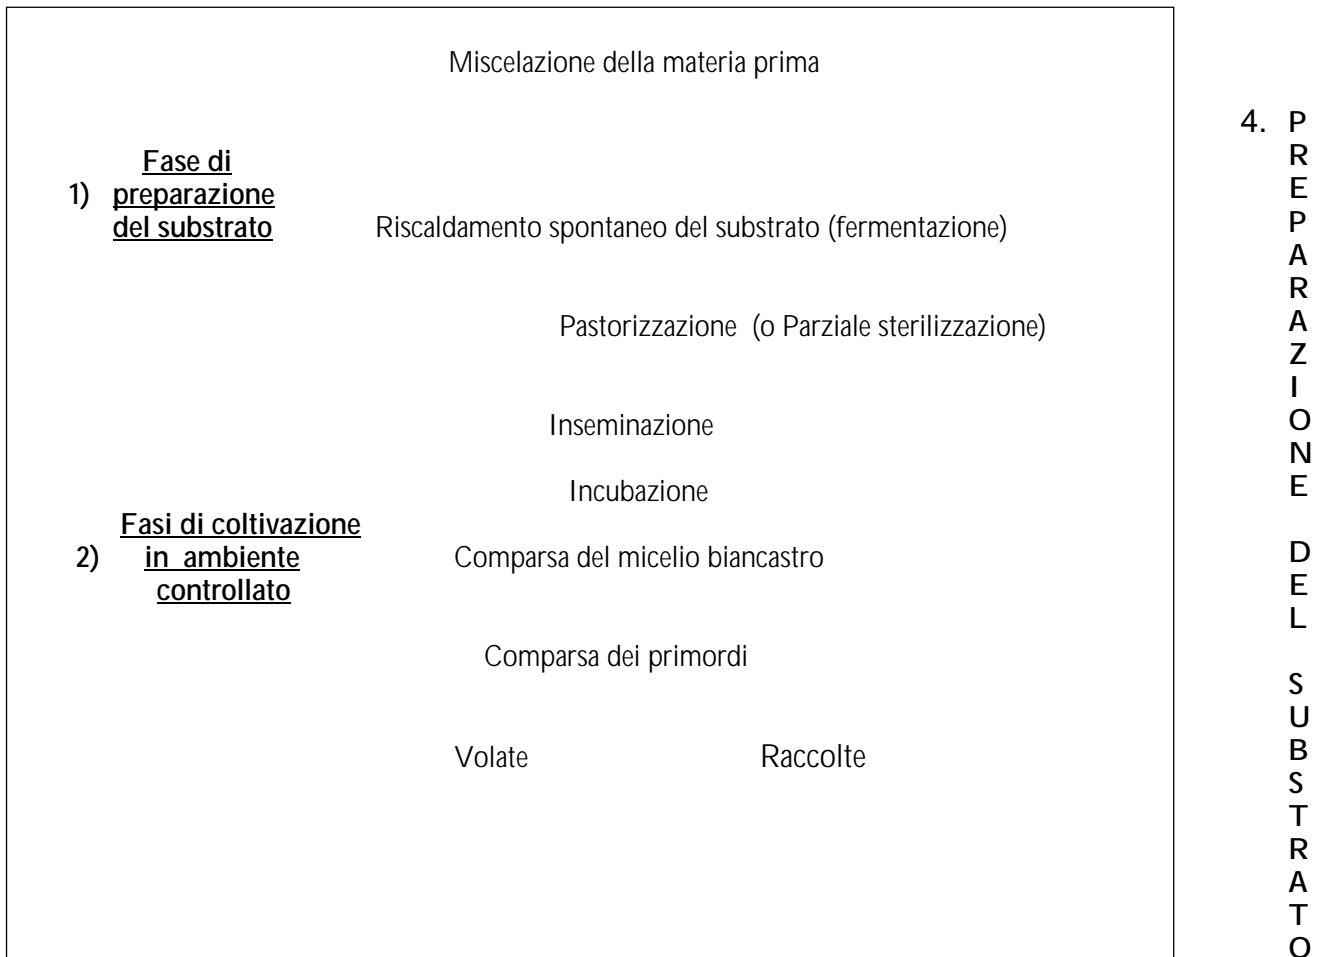 Miscelazione della materia prima
Fase di
1) preparazione
del substrato
Riscaldamento spontaneo del substrato (fermentazione)
Pastorizzazione (o Parziale sterilizzazione)
Inseminazione
Incubazione
Fasi di coltivazione
2) in ambiente
controllato
Comparsa del micelio biancastro
Comparsa dei primordi
Volate Raccolte
4. PREPARAZIONE DEL SUBSTRATO